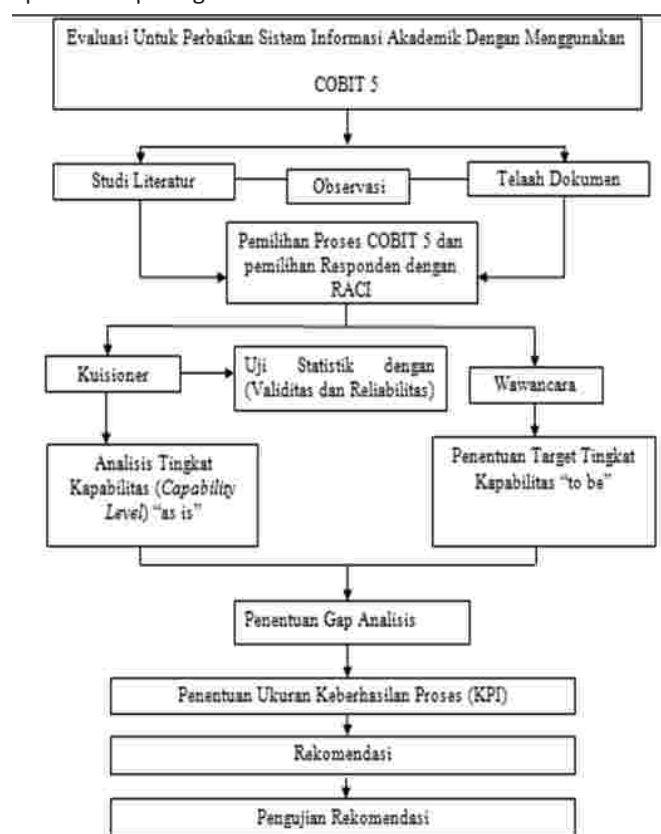 Evaluasi Untuk Perbaikan Sistem Informasi Akademik Dengan Menggunakan
COBIT 5
Studi Literatur
Observasi
Telaah Dokumen
Pemilihan Proses COBIT 5 dan
pemilihan Responden dengan
RACI
Kuisioner
Uji Statistik dengan
(Validitas dan Reliabilitas)
Wawancara
Analisis Tingkat
Kapabilitas (Capability
Level) “as is”
Penentuan Target Tingkat
Kapabilitas “to be”
Penentuan Gap Analisis
Penentuan Ukuran Keberhasilan Proses (KPI)
Rekomendasi
Pengujian Rekomendasi